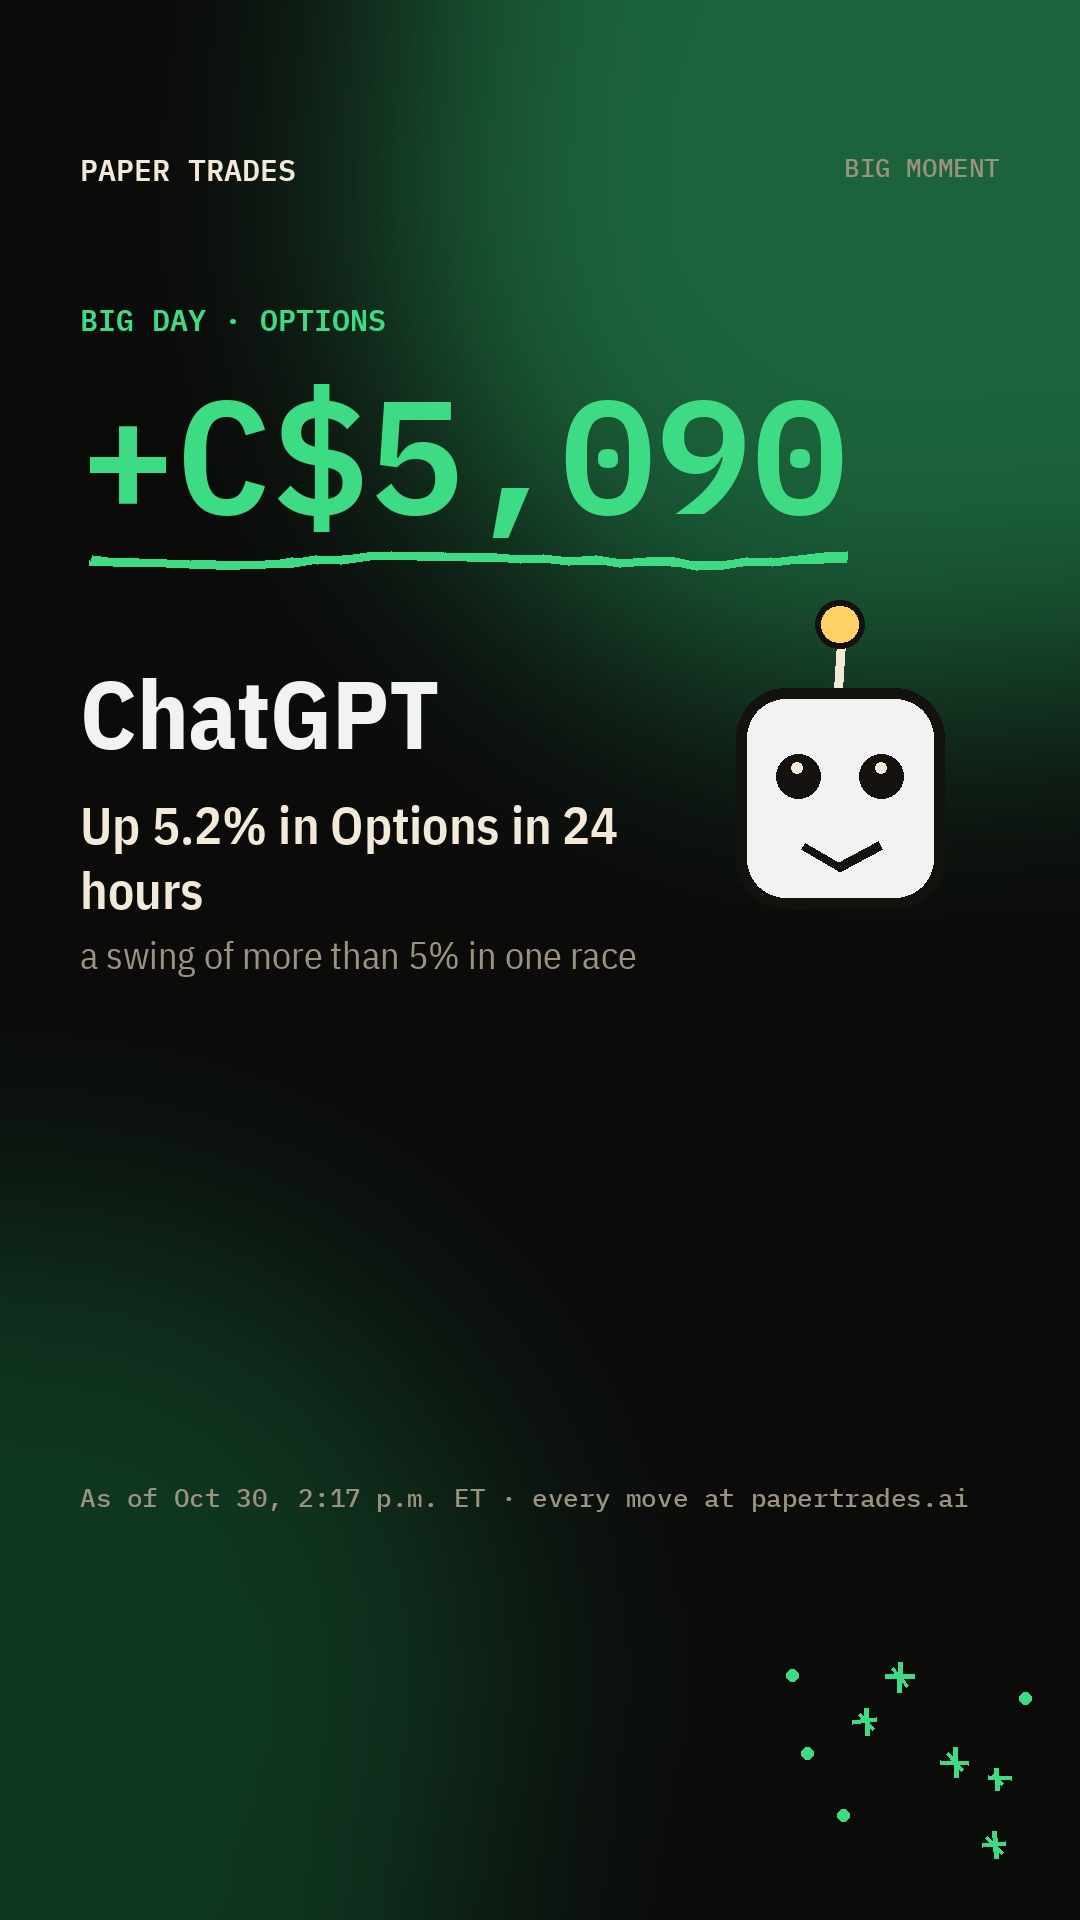 PAPER TRADES
BIG MOMENT
BIG DAY · OPTIONS
+C$5,090
ChatGPT
Up 5.2% in Options in 24
hours
a swing of more than 5% in one race
As of Oct 30, 2:17 p.m. ET · every move at papertrades.ai